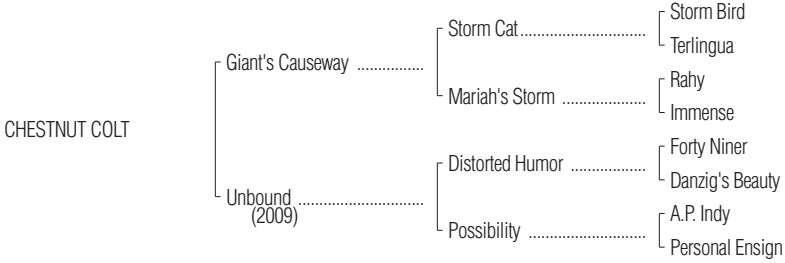 Storm Bird
Storm Cat
Terlingua
Giant's Causeway
Rahy
Mariah's Storm
Immense
CHESTNUT COLT
Forty Niner
Distorted Humor
Danzig's Beauty
Unbound
(2009)
A.P. Indy
Possibility
Personal Ensign